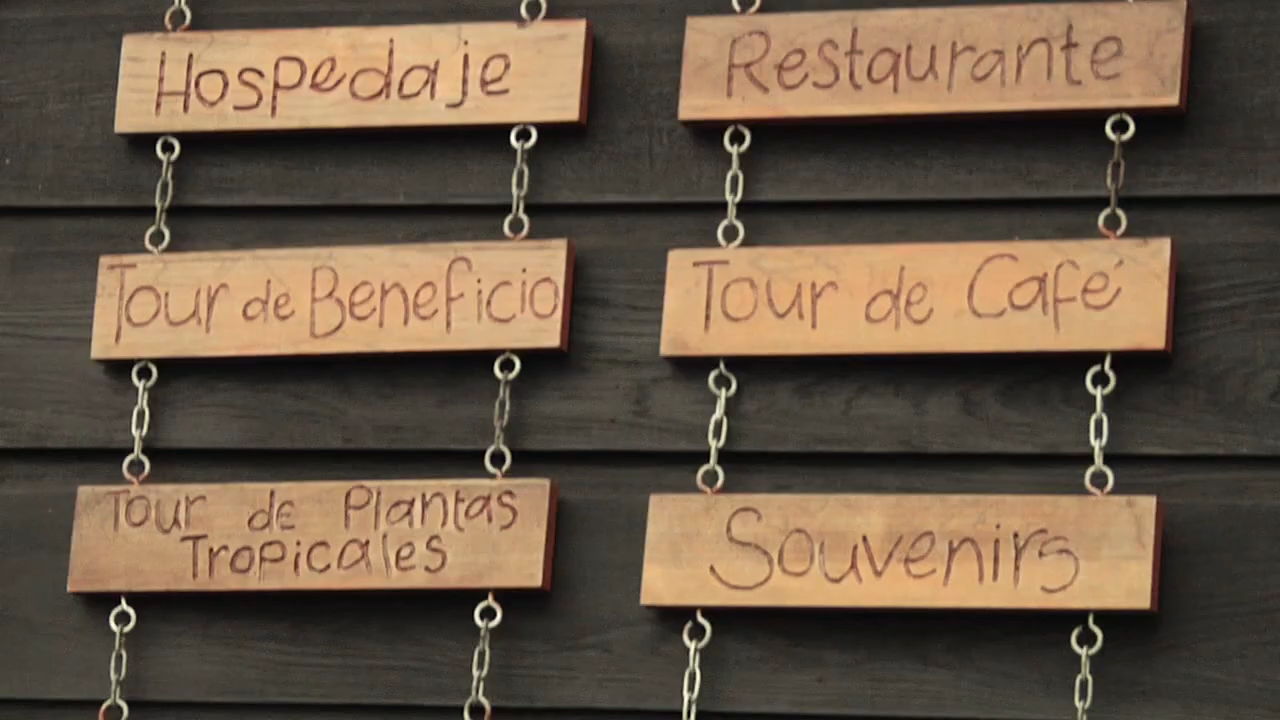 Hospedaje
Tour de Beneficio
Tour de Plantas
Tropicales
Restaurante
Tour de Café
Souvenirs